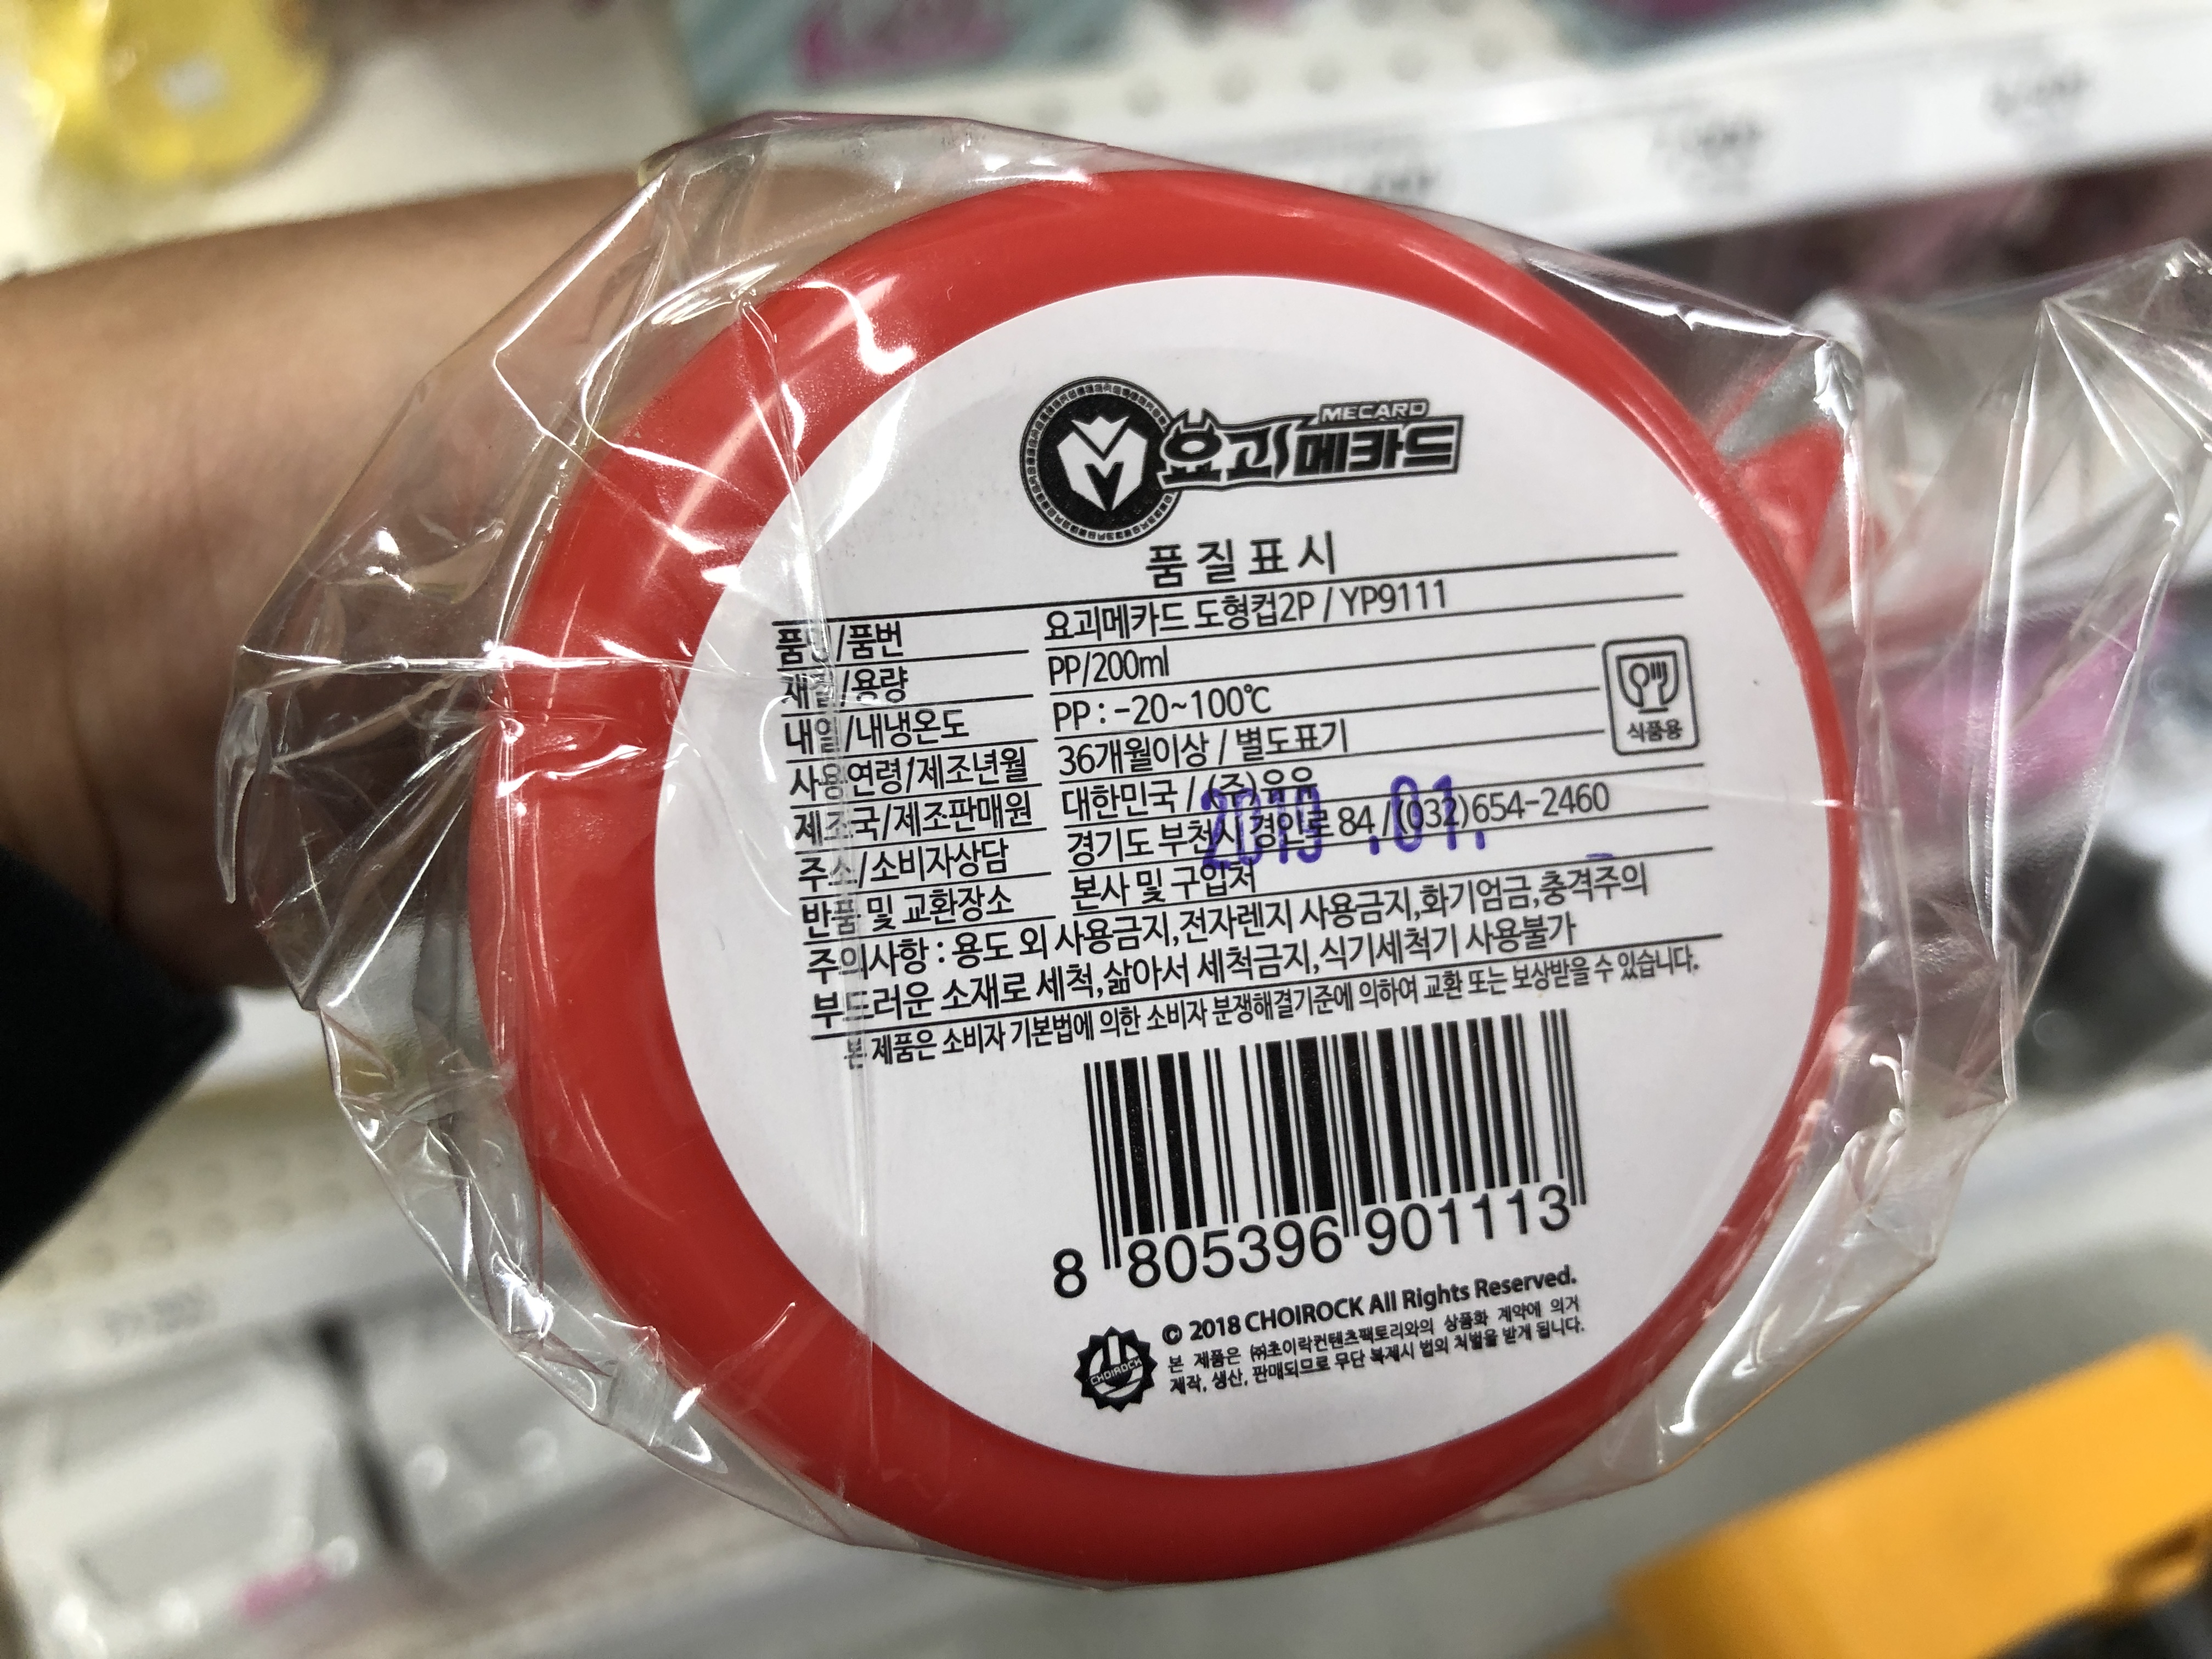 MECARD
요괴메카드
품질표시
품명/품번 요괴메카드 도형컵2P / YP9111
재질/용량 PP/200ml
내열/내냉온도 PP : -20~100℃
사용연령/제조년월 36개월이상 / 별도표기
제조국/제조판매원 대한민국 / (주)유유
주소/소비자상담 경기도 부천시 경인로 84 / (032)654-2460
반품 및 교환장소 본사 및 구입처
2019 .01.
식품용
주의사항 : 용도 외 사용금지,전자렌지 사용금지,화기엄금,충격주의
부드러운 소재로 세척,삶아서 세척금지,식기세척기 사용불가
본 제품은 소비자 기본법에 의한 소비자 분쟁해결기준에 의하여 교환 또는 보상받을 수 있습니다.
8 805396 901113
© 2018 CHOIROCK All Rights Reserved.
CHOIROCK
본 제품은 ㈜초이락컨텐츠팩토리와의 상품화 계약에 의거
제작, 생산, 판매되므로 무단 복제시 법의 처벌을 받게 됩니다.